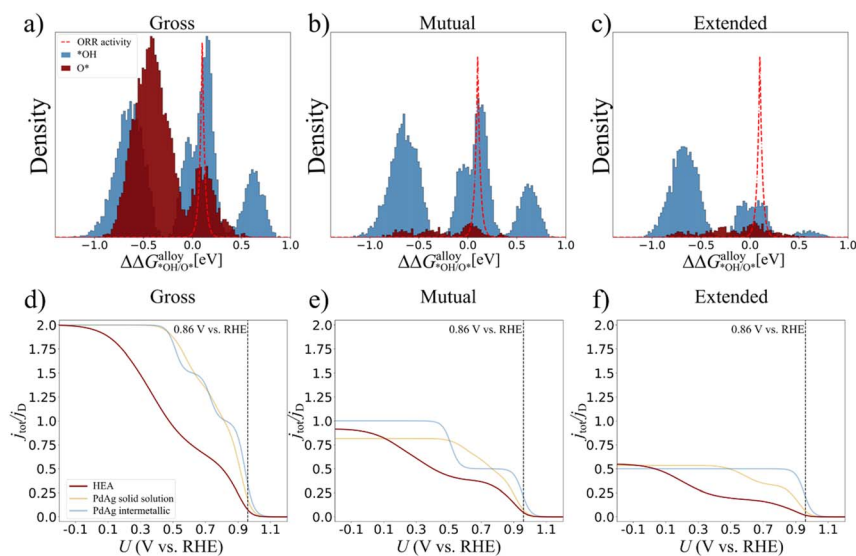 a) Gross b) Mutual c) Extended
ORR activity
*OH
O*
Density Density Density
−1.0 −0.5 0.0 0.5 1.0 −1.0 −0.5 0.0 0.5 1.0 −1.0 −0.5 0.0 0.5 1.0
ΔΔG^alloy_*OH/O* [eV] ΔΔG^alloy_*OH/O* [eV] ΔΔG^alloy_*OH/O* [eV]
d) Gross e) Mutual f) Extended
0.86 V vs. RHE 0.86 V vs. RHE 0.86 V vs. RHE
2.0 2.0 2.0
1.75 1.75 1.75
1.5 1.5 1.5
1.25 1.25 1.25
1.0 1.0 1.0
0.75 0.75 0.75
0.5 0.5 0.5
0.25 0.25 0.25
0.0 0.0 0.0
j_tot/j_D j_tot/j_D j_tot/j_D
HEA
PdAg solid solution
PdAg intermetallic
-0.1 0.1 0.3 0.5 0.7 0.9 1.1 -0.1 0.1 0.3 0.5 0.7 0.9 1.1 -0.1 0.1 0.3 0.5 0.7 0.9 1.1
U (V vs. RHE) U (V vs. RHE) U (V vs. RHE)